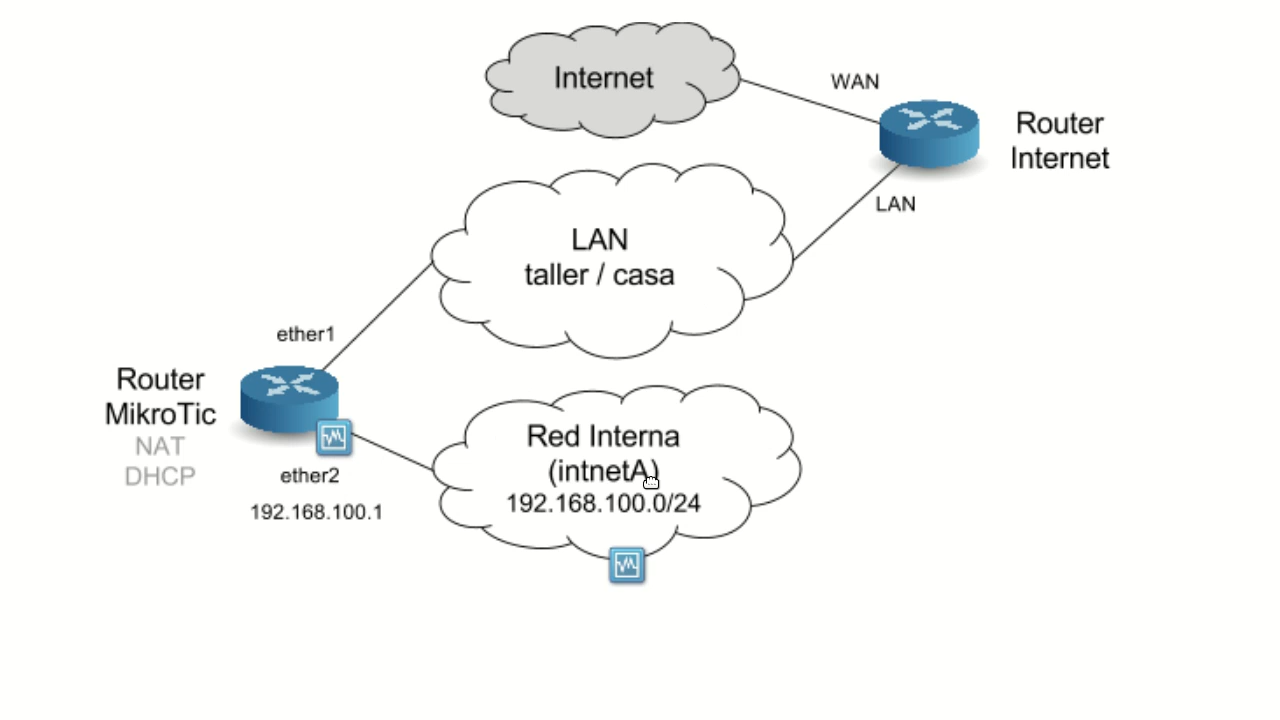 Internet
WAN
Router
Internet
LAN
LAN
taller / casa
ether1
Router
MikroTic
NAT
DHCP
ether2
192.168.100.1
Red Interna
(intnetA)
192.168.100.0/24